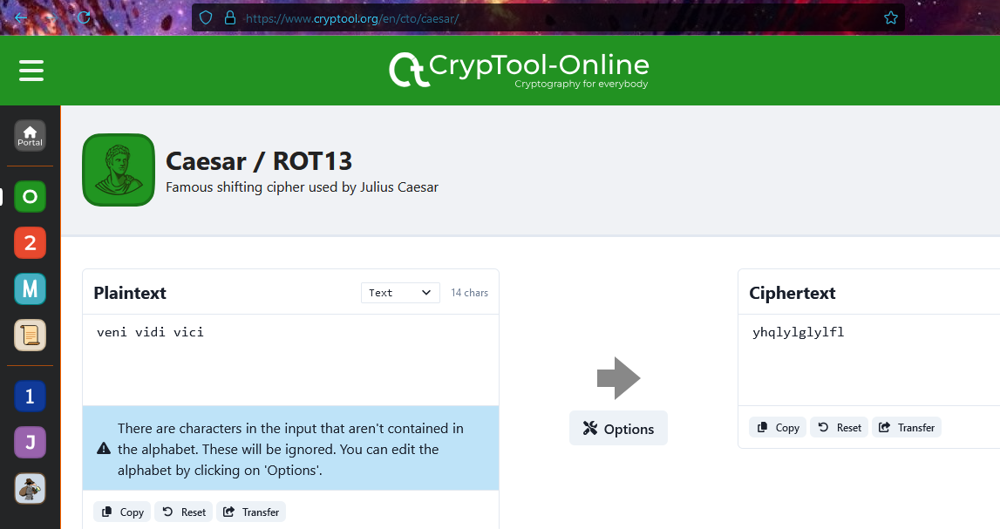 https://www.cryptool.org/en/cto/caesar/
CrypTool-Online
Cryptography for everybody
Portal
Caesar / ROT13
Famous shifting cipher used by Julius Caesar
O
2
M
1
J
Plaintext
Text
14 chars
veni vidi vici
There are characters in the input that aren't contained in
the alphabet. These will be ignored. You can edit the
alphabet by clicking on 'Options'.
Copy Reset Transfer
Options
Ciphertext
yhqlylglylfl
Copy Reset Transfer